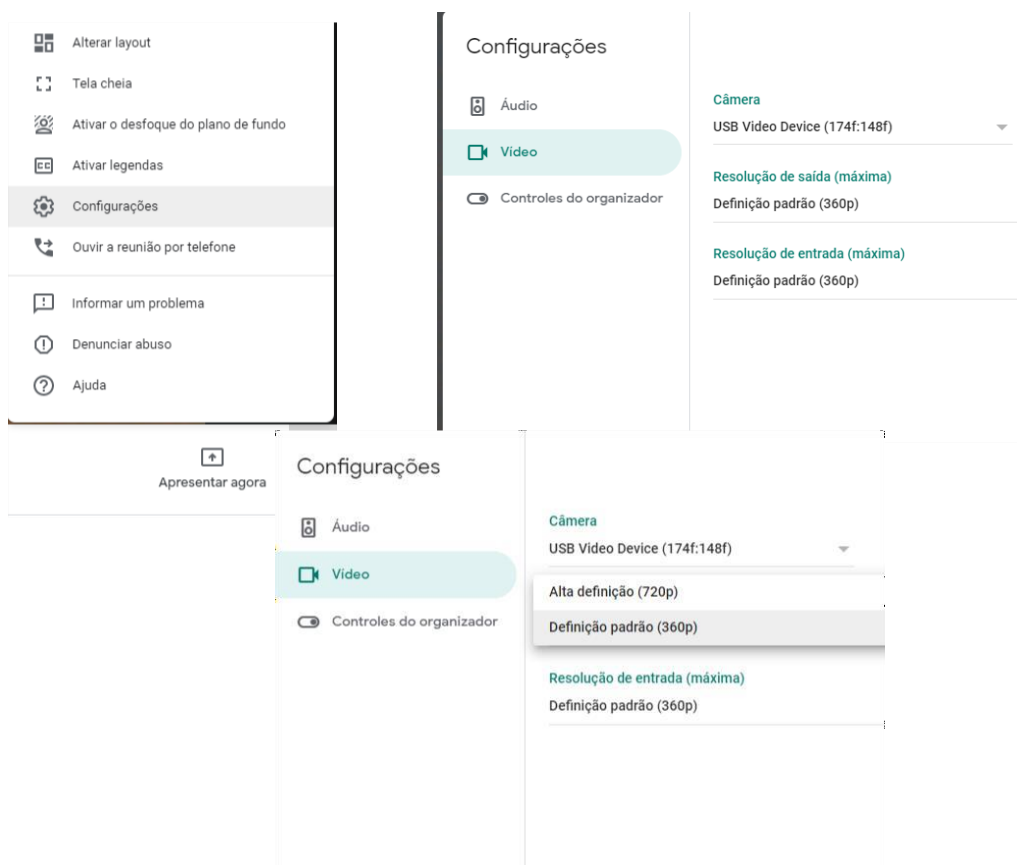 Alterar layout
Tela cheia
Ativar o desfoque do plano de fundo
Ativar legendas
Configurações
Ouvir a reunião por telefone
Informar um problema
Denunciar abuso
Ajuda
Apresentar agora
Configurações
Áudio
Vídeo
Controles do organizador
Câmera
USB Video Device (174f:148f)
Resolução de saída (máxima)
Definição padrão (360p)
Resolução de entrada (máxima)
Definição padrão (360p)
Configurações
Áudio
Vídeo
Controles do organizador
Câmera
USB Video Device (174f:148f)
Alta definição (720p)
Definição padrão (360p)
Resolução de entrada (máxima)
Definição padrão (360p)